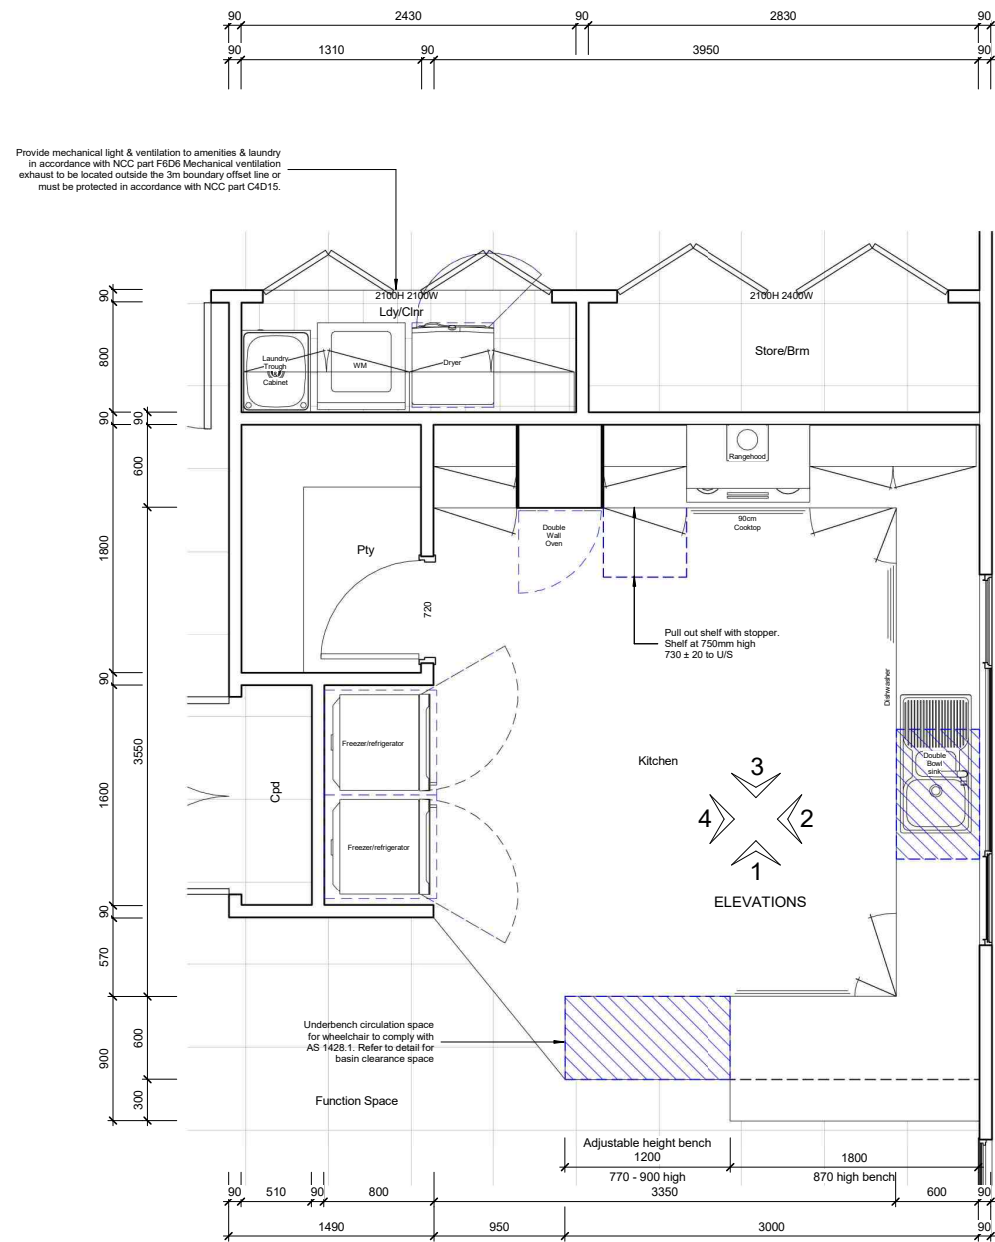 90 2430 90 2830 90
90 1310 90 3950 90
Provide mechanical light & ventilation to amenities & laundry
in accordance with NCC part F6D6 Mechanical ventilation
exhaust to be located outside the 3m boundary offset line or
must be protected in accordance with NCC part C4D15.
90
2100H 2100W
2100H 2400W
Ldy/Clnr
800
Laundry
Trough
&
Cabinet
WM
Dryer
Store/Brm
90
90
600
Rangehood
Double
Wall
Oven
90cm
Cooktop
1800
Pty
720
Pull out shelf with stopper.
Shelf at 750mm high
730 ± 20 to U/S
90
Dishwasher
3550
Freezer/refrigerator
Kitchen
Double
Bowl
sink
1600
Cpd
3
4 2
1
Freezer/refrigerator
ELEVATIONS
90
570
Underbench circulation space
for wheelchair to comply with
AS 1428.1. Refer to detail for
basin clearance space
600
900
300
Function Space
Adjustable height bench
1200 1800
770 - 900 high 870 high bench
90 510 90 800 3350 600 90
1490 950 3000 90